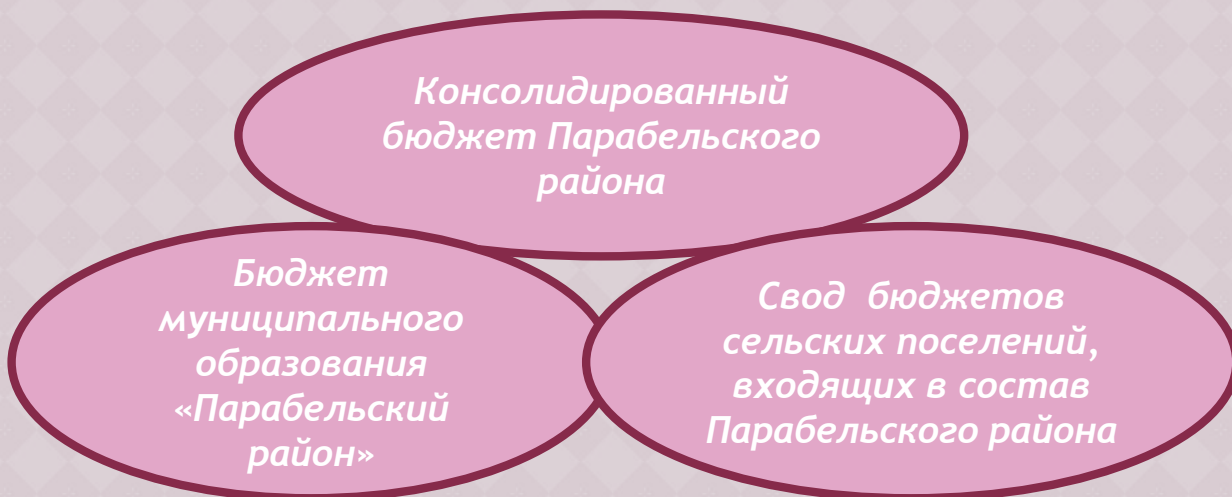 Консолидированный
бюджет Парабельского
района
Бюджет
муниципального
образования
«Парабельский
район»
Свод бюджетов
сельских поселений,
входящих в состав
Парабельского района